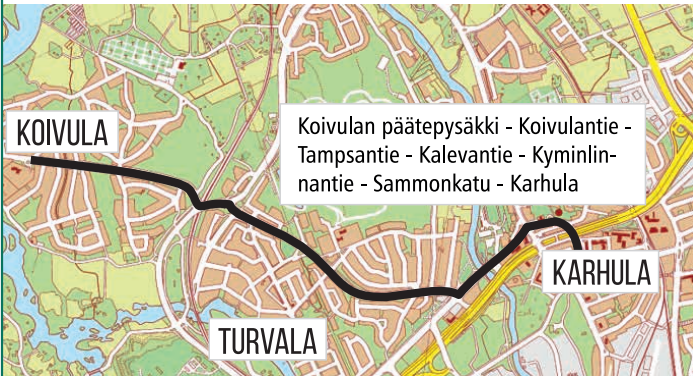 KOIVULA
Koivulan päätepysäkki - Koivulantie -
Tampsantie - Kalevantie - Kyminlin-
nantie - Sammonkatu - Karhula
KARHULA
TURVALA